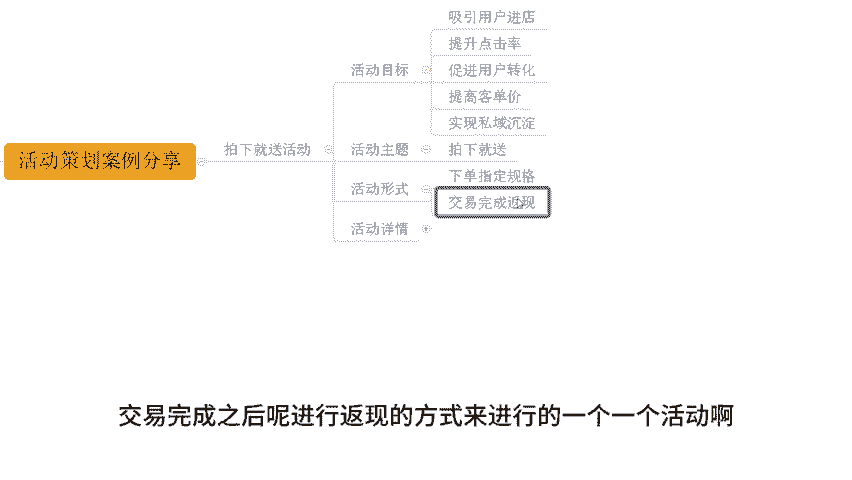 吸引用户进店
提升点击率
活动目标
促进用户转化
提高客单价
实现私域沉淀
活动策划案例分享
拍下就送活动
活动主题
拍下就送
下单指定规格
活动形式
交易完成返现
活动详情
交易完成之后呢进行返现的方式来进行的一个一个活动啊